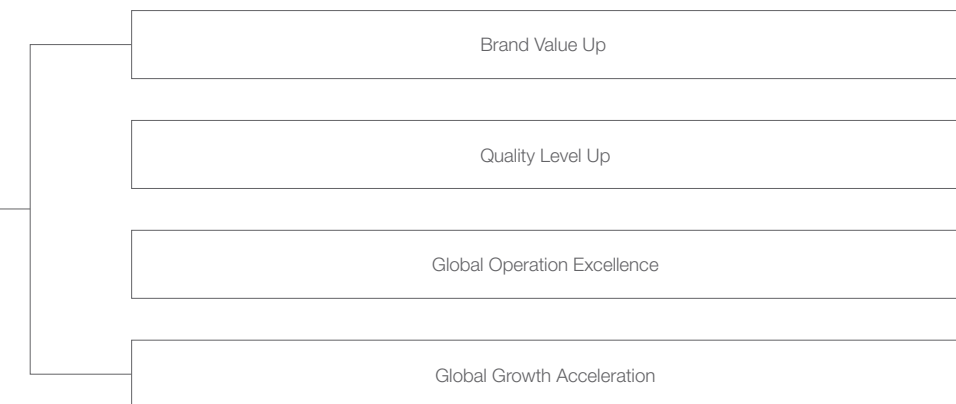 Brand Value Up
Quality Level Up
Global Operation Excellence
Global Growth Acceleration